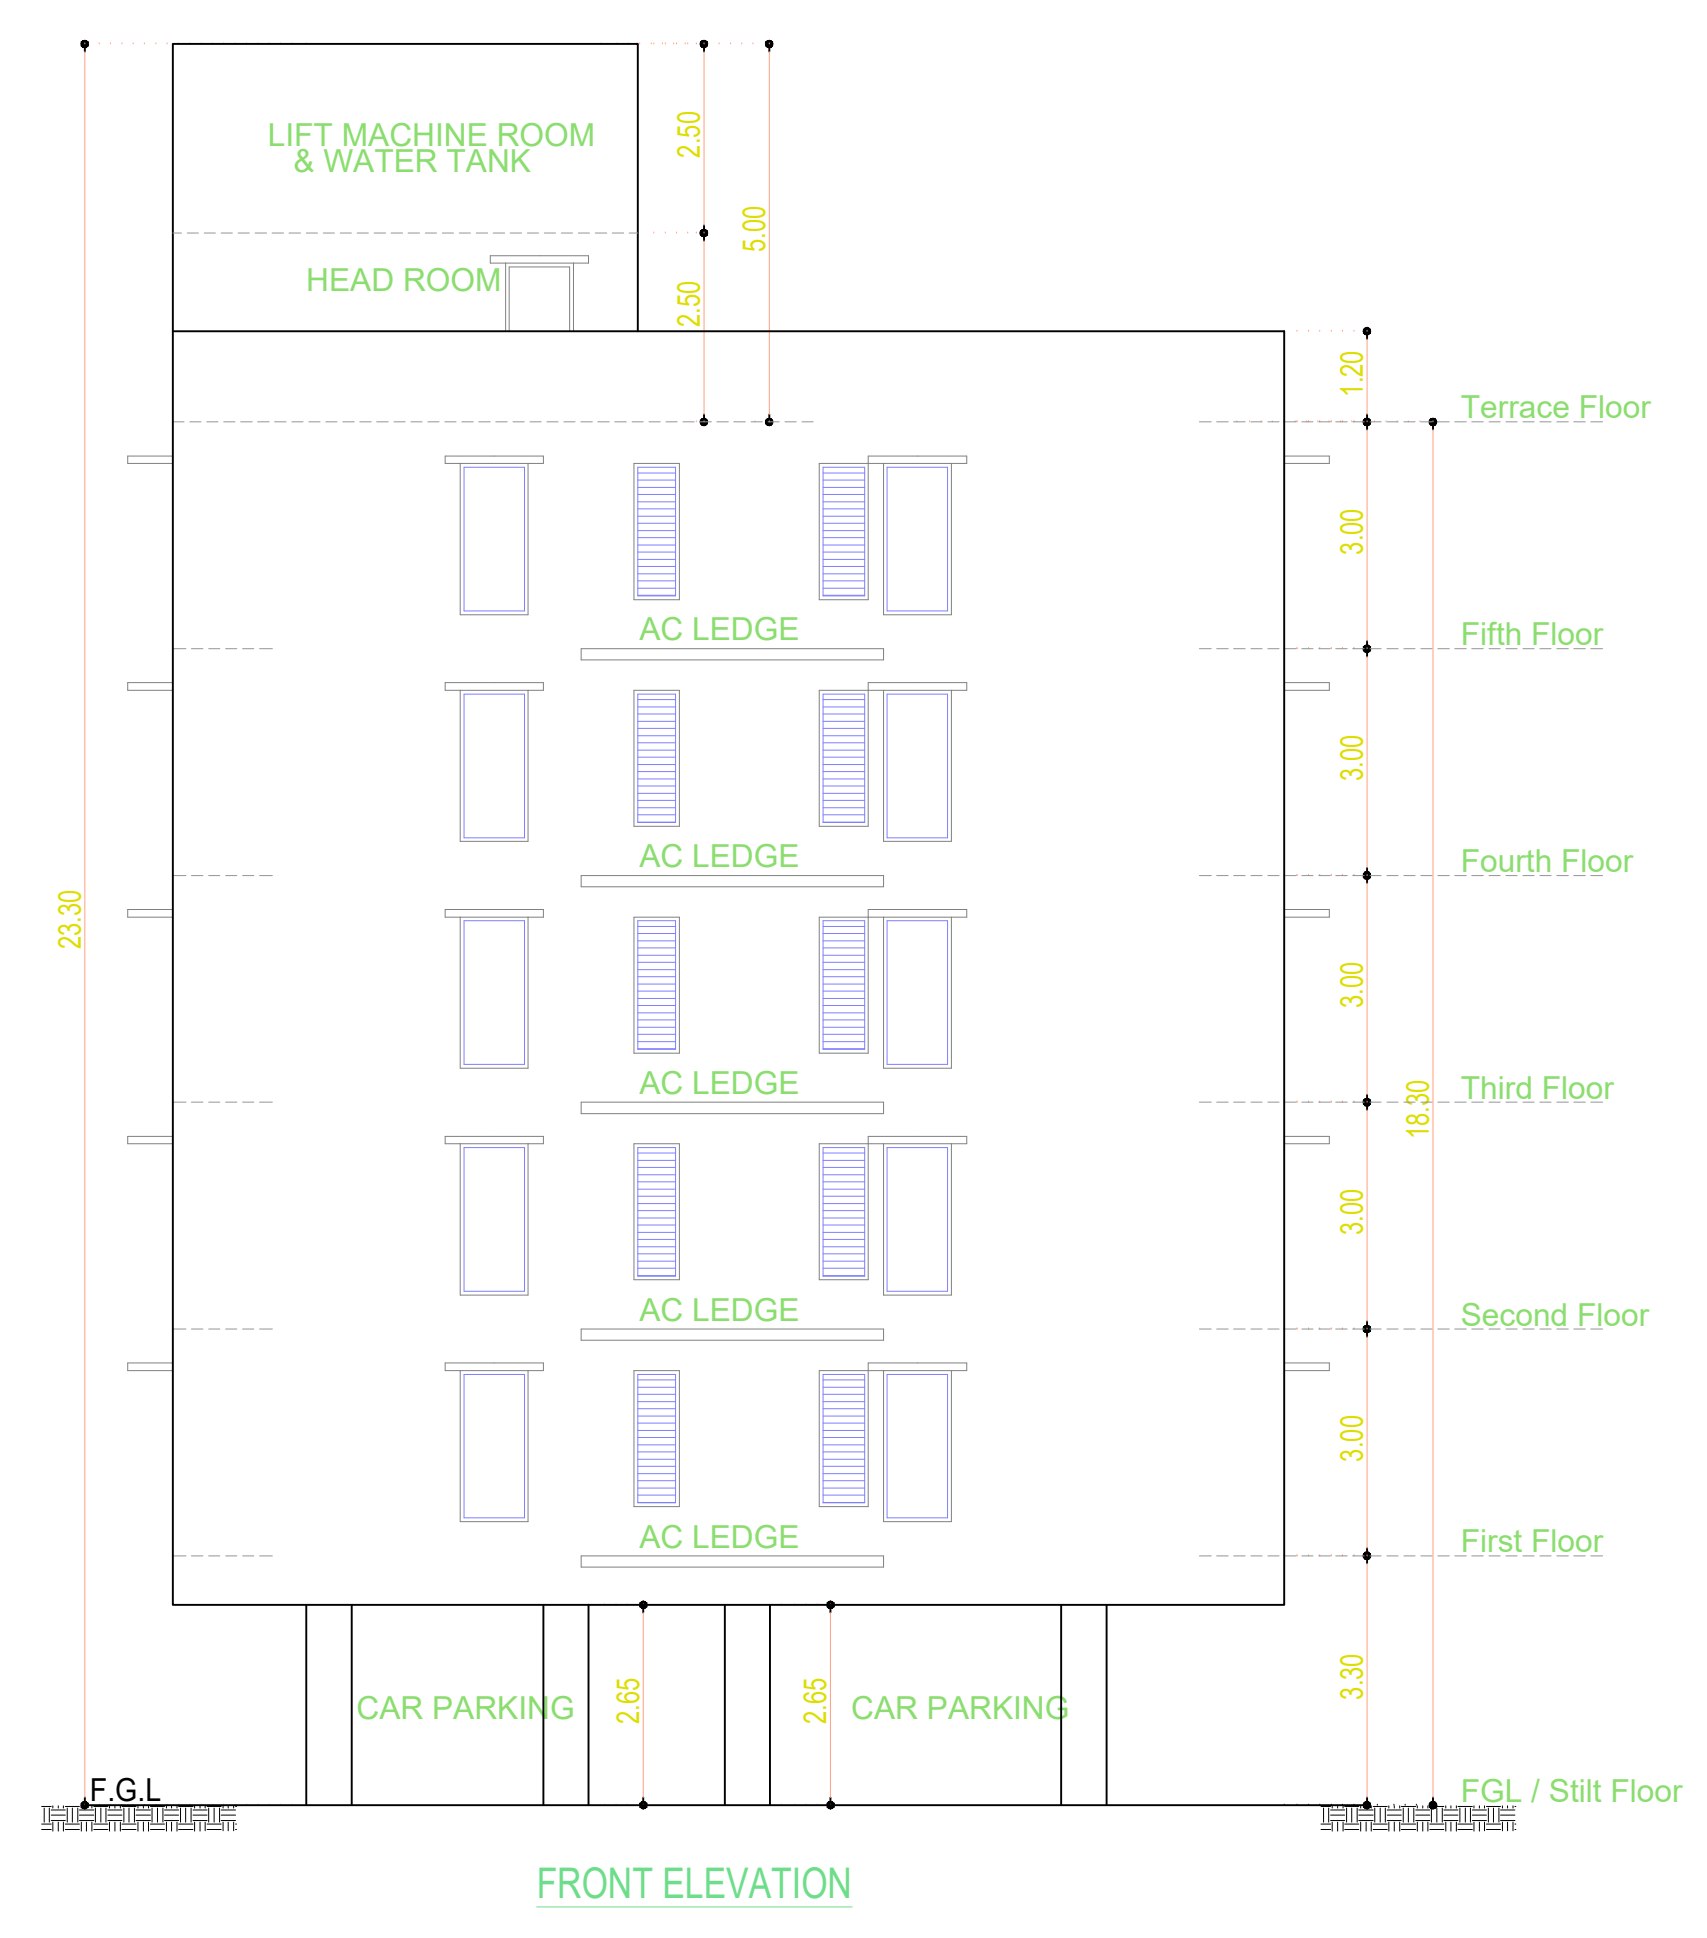 LIFT MACHINE ROOM
& WATER TANK
2.50
5.00
HEAD ROOM
2.50
1.20
Terrace Floor
3.00
AC LEDGE
Fifth Floor
3.00
AC LEDGE
Fourth Floor
23.30
3.00
AC LEDGE
Third Floor
18.30
3.00
AC LEDGE
Second Floor
3.00
AC LEDGE
First Floor
CAR PARKING
2.65
2.65
CAR PARKING
3.30
F.G.L
FGL / Stilt Floor
FRONT ELEVATION